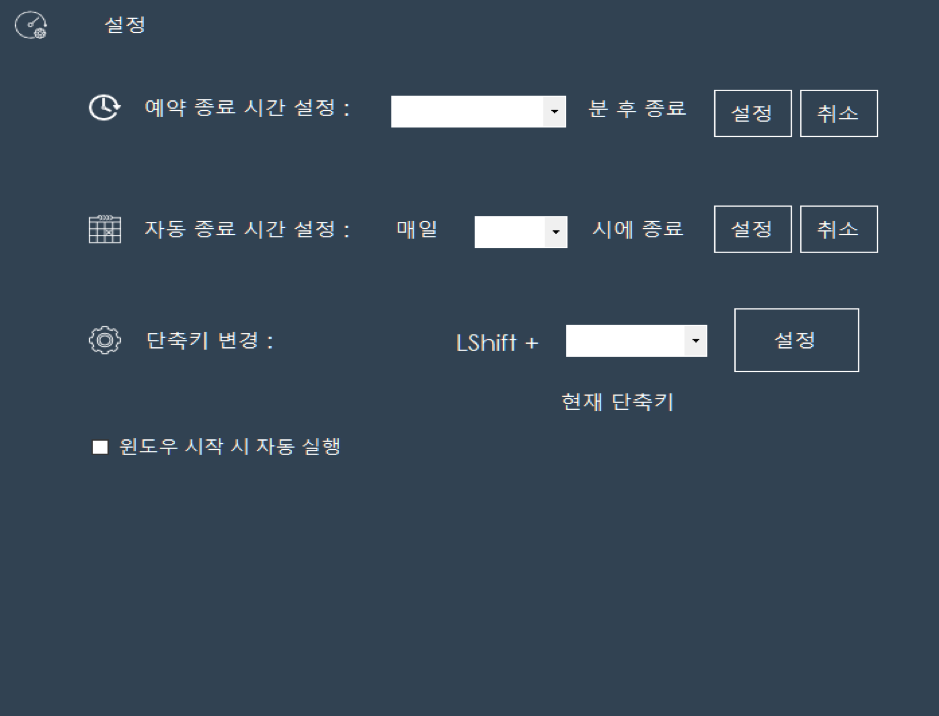 설정
예약 종료 시간 설정 : 분 후 종료 설정 취소
자동 종료 시간 설정 : 매일 시에 종료 설정 취소
단축키 변경 : LShift + 설정
현재 단축키
윈도우 시작 시 자동 실행